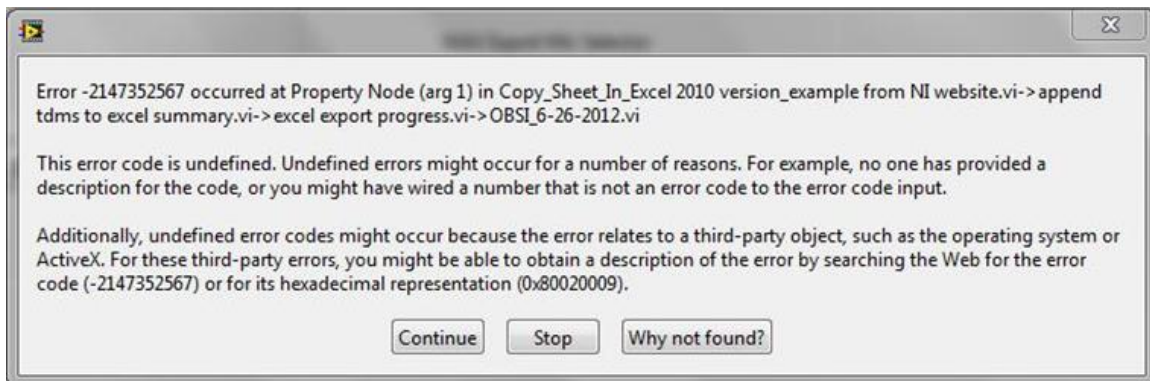 Error -2147352567 occurred at Property Node (arg 1) in Copy_Sheet_In_Excel 2010 version_example from NI website.vi->append
tdms to excel summary.vi->excel export progress.vi->OBSI_6-26-2012.vi
This error code is undefined. Undefined errors might occur for a number of reasons. For example, no one has provided a
description for the code, or you might have wired a number that is not an error code to the error code input.
Additionally, undefined error codes might occur because the error relates to a third-party object, such as the operating system or
ActiveX. For these third-party errors, you might be able to obtain a description of the error by searching the Web for the error
code (-2147352567) or for its hexadecimal representation (0x80020009).
Continue Stop Why not found?